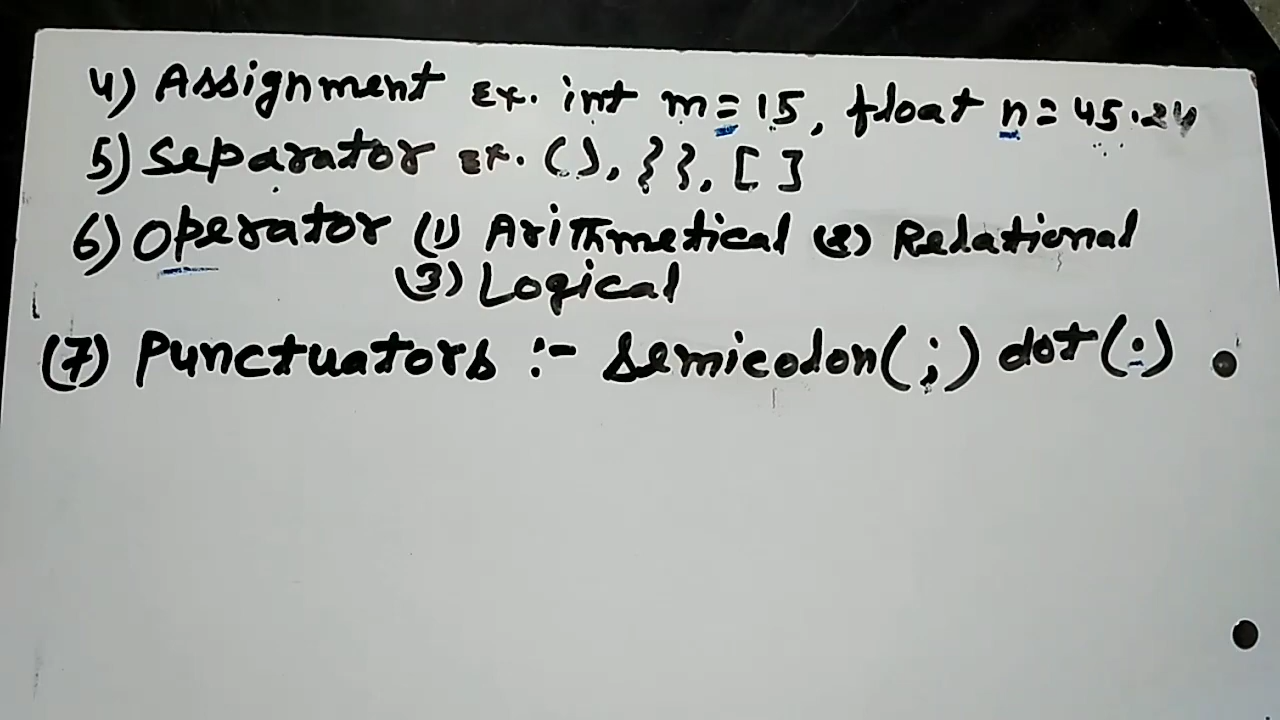 4) Assignment Ex. int m = 15, float n = 45.24
5) Separator Ex. ( ), { }, [ ]
6) Operator (1) Arithmetical (2) Relational
(3) Logical
(7) Punctuators :- Semicolon(;) dot(.)